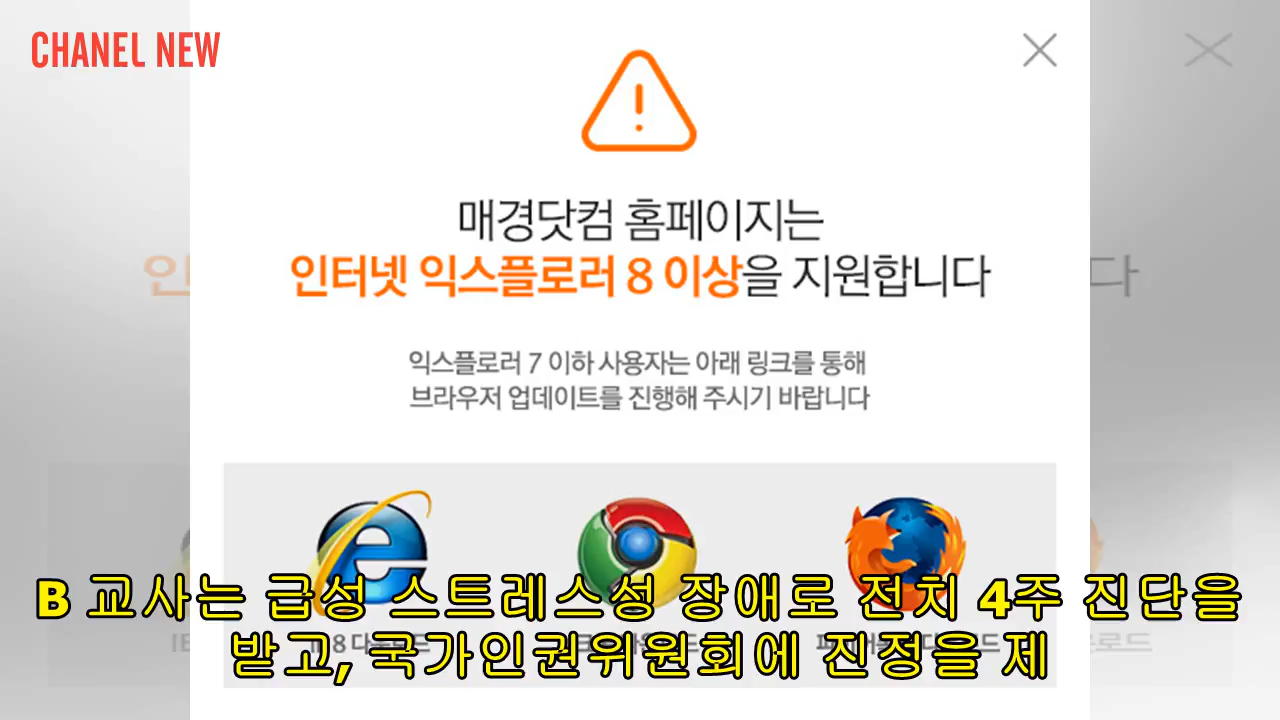 CHANEL NEW
매경닷컴 홈페이지는
인터넷 익스플로러 8 이상을 지원합니다
익스플로러 7 이하 사용자는 아래 링크를 통해
브라우저 업데이트를 진행해 주시기 바랍니다
B 교사는 급성 스트레스성 장애로 전치 4주 진단을
받고, 국가인권위원회에 진정을 제